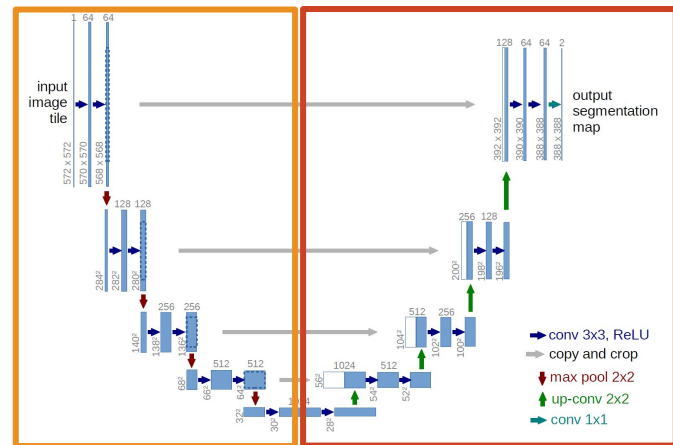 1 64 64
128 64 64 2
input
image
tile
output
segmentation
map
572 x 572
570 x 570
568 x 568
392 x 392
390 x 390
388 x 388
388 x 388
128 128
256 128
284²
282²
280²
200²
198²
196²
256 256
512 256
140²
138²
136²
104²
102²
100²
512 512
1024 512
68²
66²
64²
56²
54²
52²
1024
32²
30²
28²
conv 3x3, ReLU
copy and crop
max pool 2x2
up-conv 2x2
conv 1x1